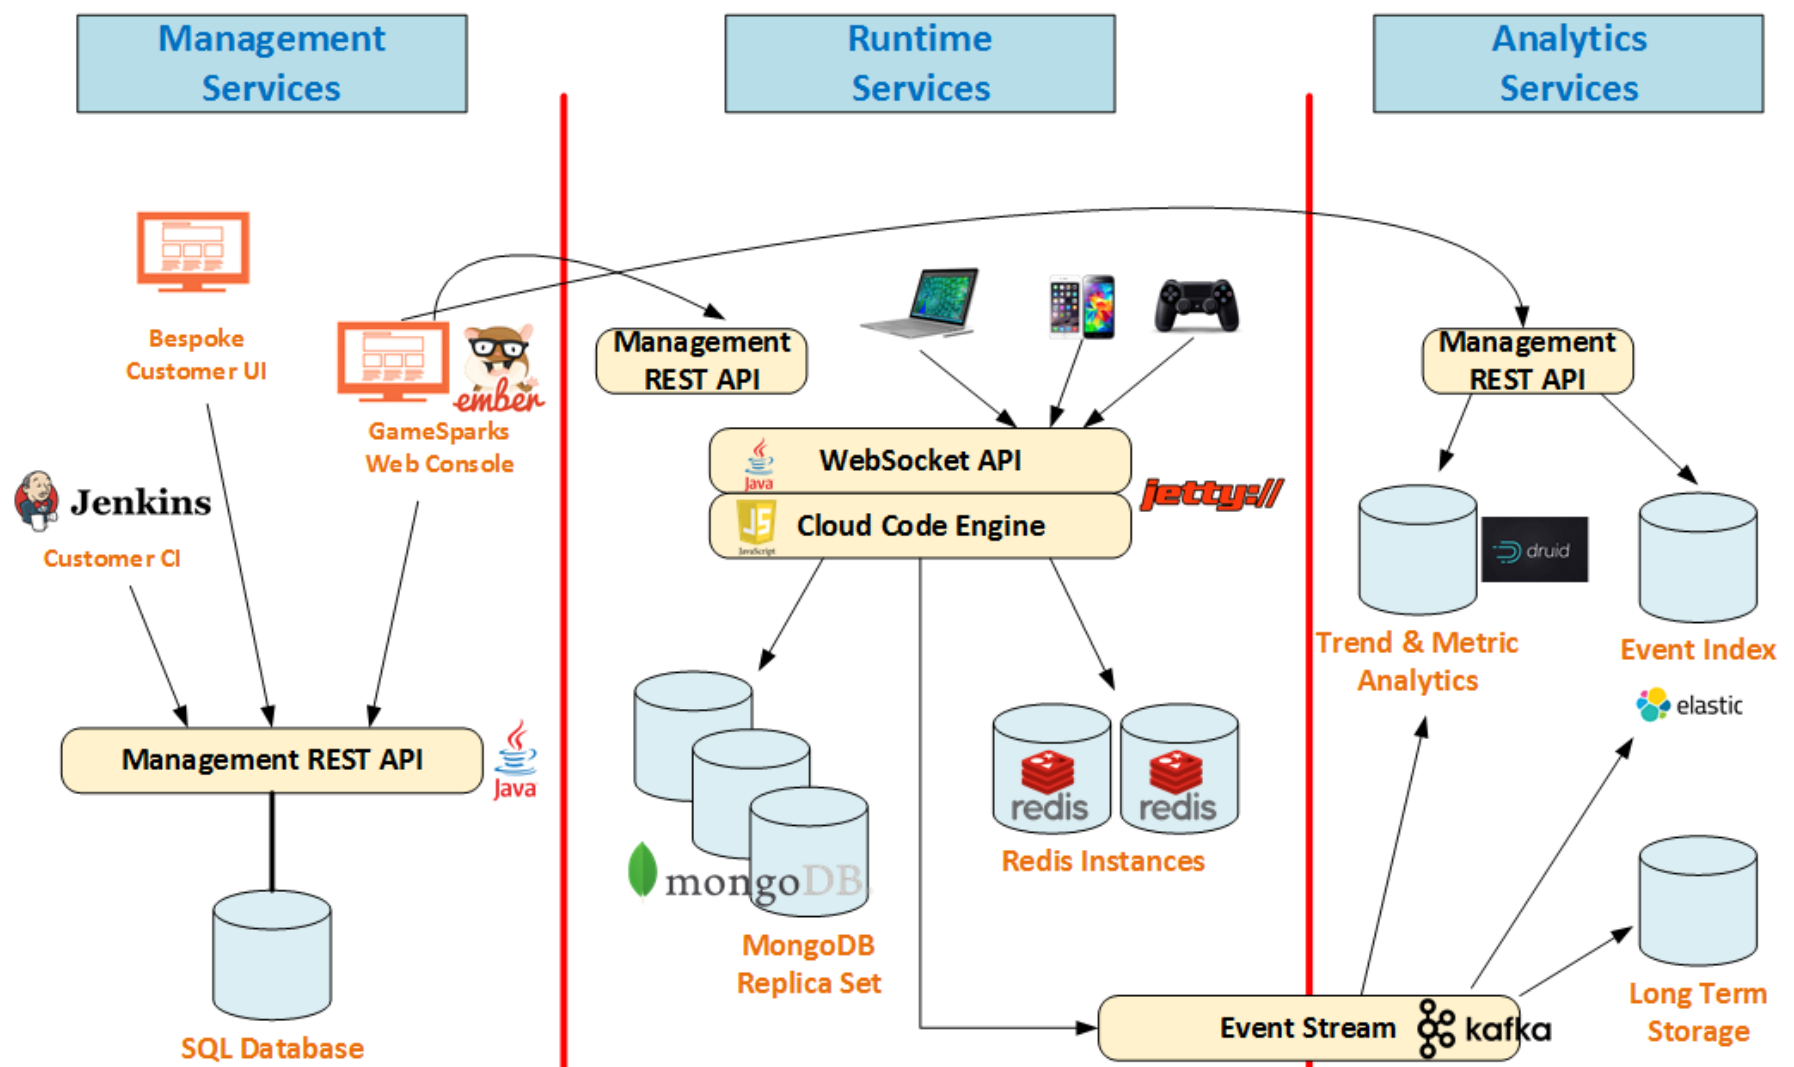 Management
Services
Runtime
Services
Analytics
Services
Bespoke
Customer UI
ember
GameSparks
Web Console
Jenkins
Customer CI
Management REST API
Java
SQL Database
Management
REST API
WebSocket API
Java
jetty://
JS
JavaScript
Cloud Code Engine
mongoDB.
MongoDB
Replica Set
redis
redis
Redis Instances
Event Stream
kafka
Management
REST API
druid
Trend & Metric
Analytics
Event Index
elastic
Long Term
Storage